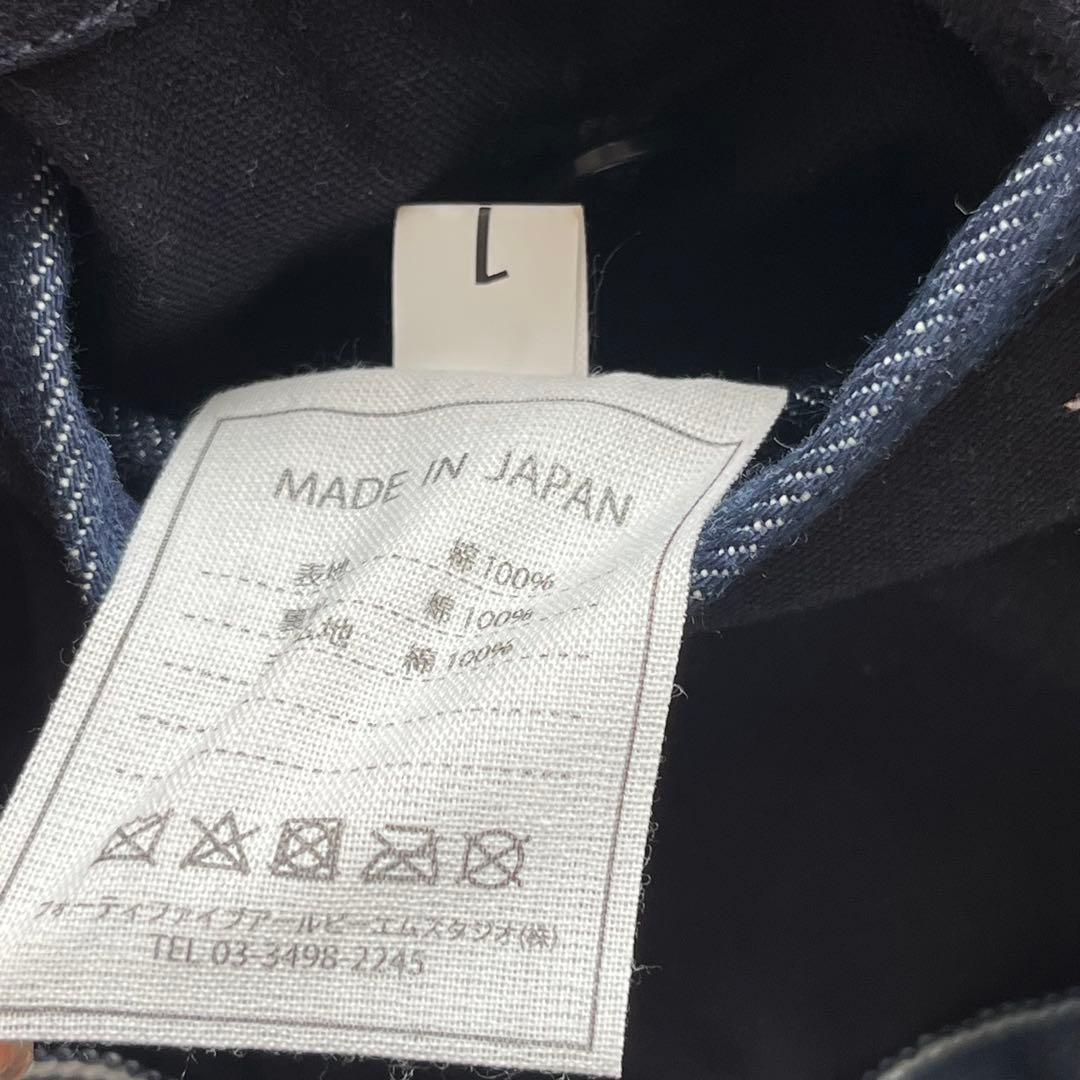 1
MADE IN JAPAN
表地 綿100%
裏地 綿100%
綿100%
フォーティファイブアールピーエムスタジオ(株)
TEL 03-3498-2245